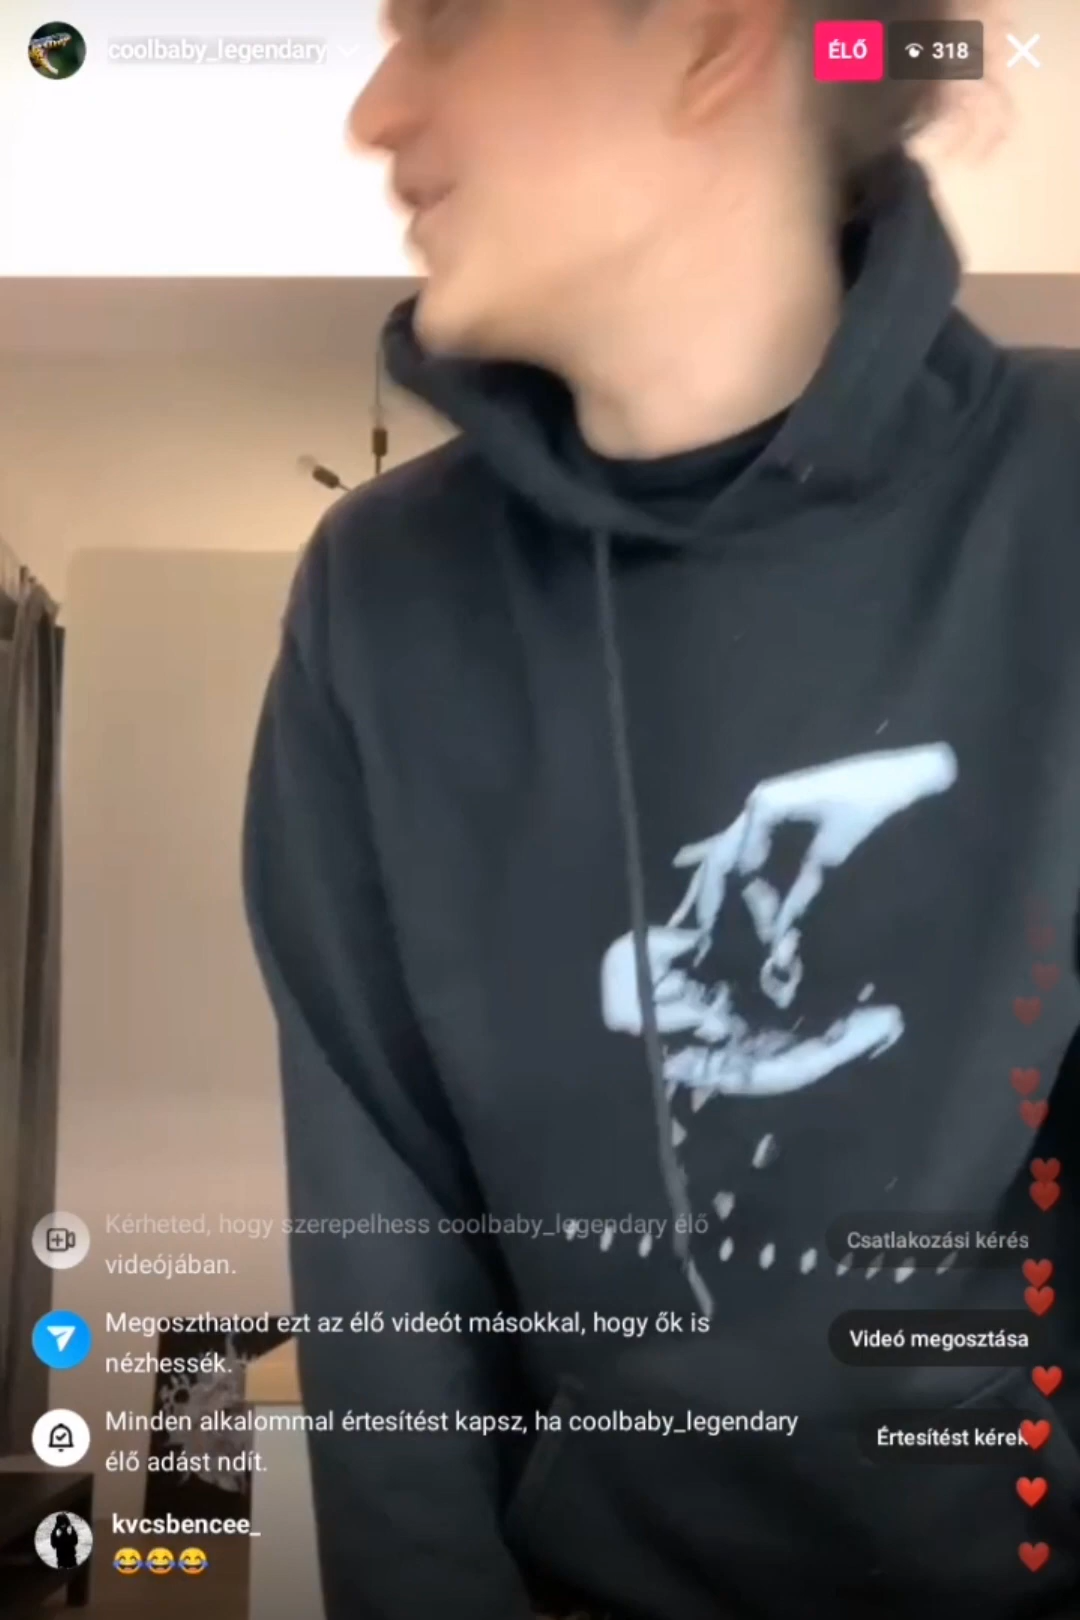 coolbaby_legendary
ÉLŐ
318
Kérheted, hogy szerepelhess coolbaby_legendary élő
videójában.
Csatlakozási kérés
Megoszthatod ezt az élő videót másokkal, hogy ők is
nézhessék.
Videó megosztása
Minden alkalommal értesítést kapsz, ha coolbaby_legendary
élő adást ndít.
Értesítést kérek
kvcsbencee_
😂😂😂